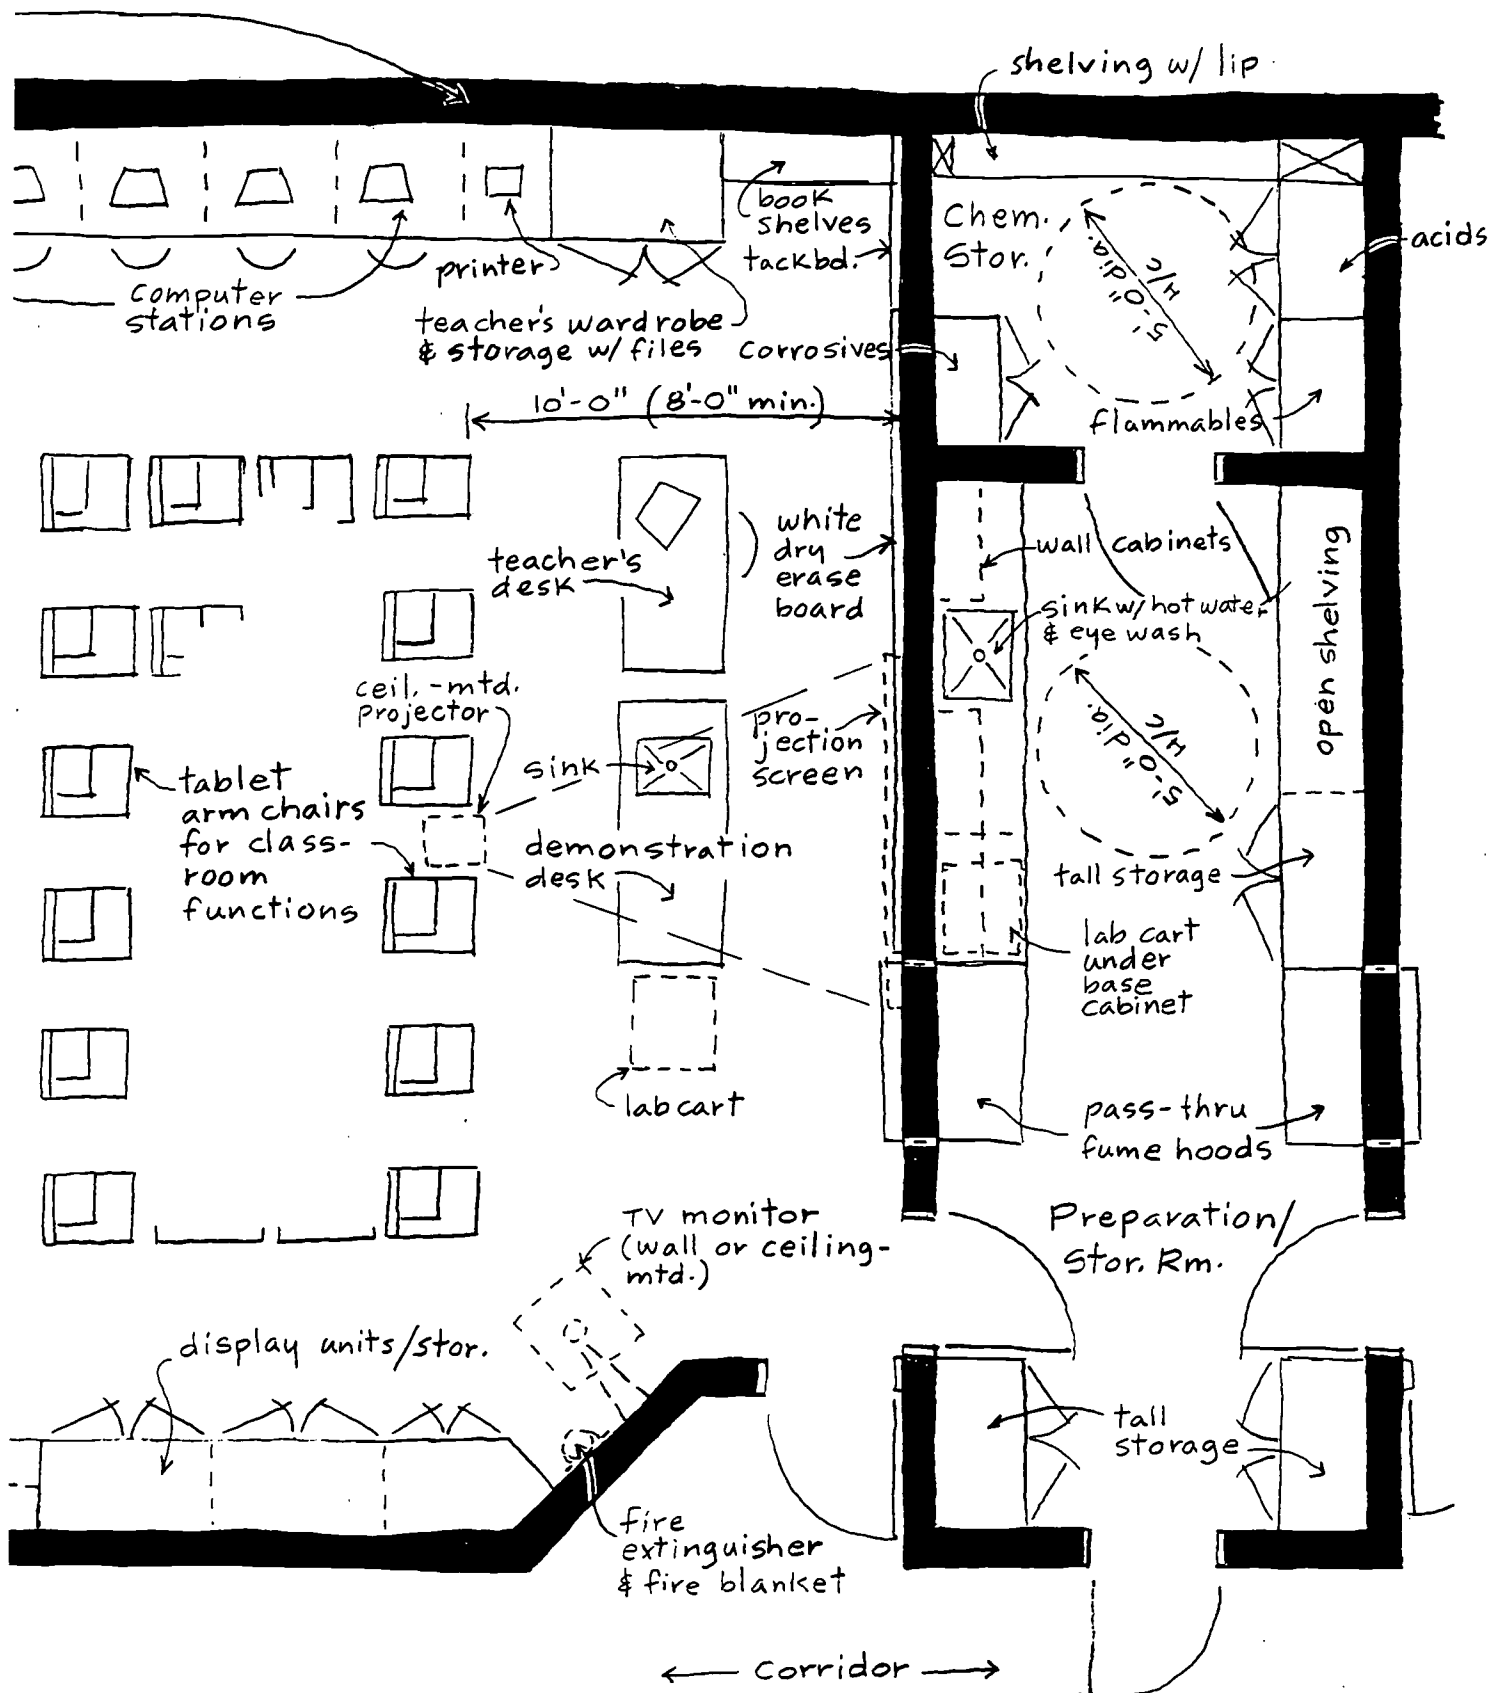 shelving w/ lip
book
shelves
tackbd.
Chem.
Stor.
5'-0" dia.
H/C
acids
printer
computer
stations
teacher's wardrobe
& storage w/ files
corrosives
flammables
10'-0" (8'-0" min.)
white
dry
erase
board
teacher's
desk
wall cabinets
sink w/ hot water
& eye wash
open shelving
5'-0" dia.
H/C
ceil.-mtd.
projector
sink
pro-
jection
screen
tablet
arm chairs
for class-
room
functions
demonstration
desk
tall storage
lab cart
under
base
cabinet
lab cart
pass-thru
fume hoods
TV monitor
(wall or ceiling-
mtd.)
Preparation/
Stor. Rm.
display units/stor.
tall
storage
fire
extinguisher
& fire blanket
corridor